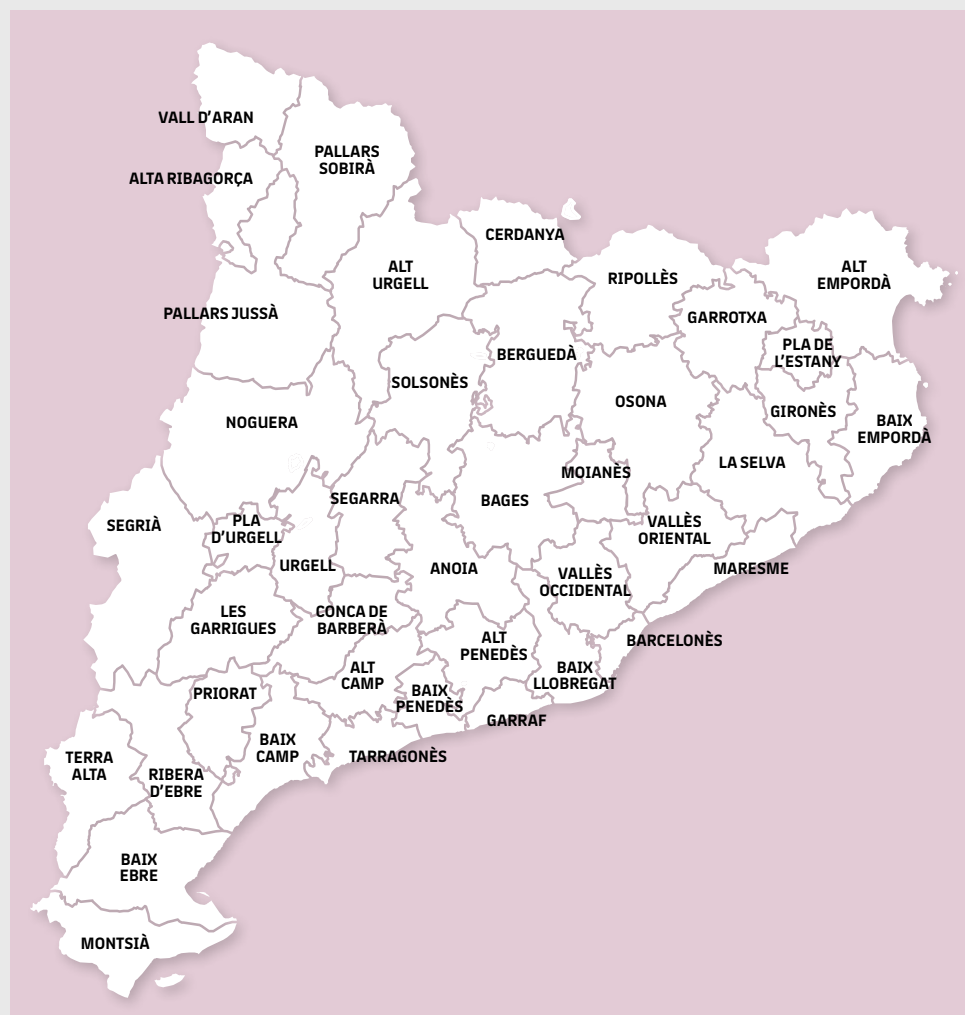 VALL D'ARAN
PALLARS
SOBIRÀ
ALTA RIBAGORÇA
CERDANYA
ALT
URGELL
RIPOLLÈS
ALT
EMPORDÀ
PALLARS JUSSÀ
GARROTXA
PLA DE
L'ESTANY
BERGUEDÀ
SOLSONÈS
OSONA
GIRONÈS
NOGUERA
BAIX
EMPORDÀ
LA SELVA
MOIANÈS
SEGARRA
BAGES
SEGRIÀ
PLA
D'URGELL
VALLÈS
ORIENTAL
URGELL
ANOIA
MARESME
VALLÈS
OCCIDENTAL
LES
GARRIGUES
CONCA DE
BARBERÀ
BARCELONÈS
ALT
PENEDÈS
ALT
CAMP
BAIX
LLOBREGAT
PRIORAT
BAIX
PENEDÈS
GARRAF
BAIX
CAMP
TARRAGONÈS
TERRA
ALTA
RIBERA
D'EBRE
BAIX
EBRE
MONTSIÀ